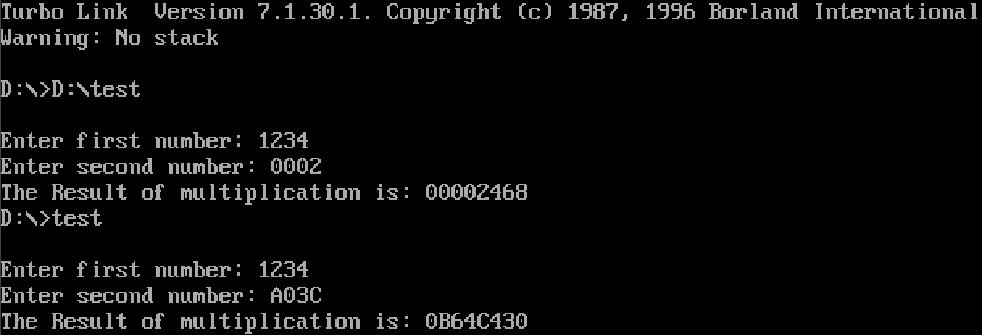 Turbo Link  Version 7.1.30.1. Copyright (c) 1987, 1996 Borland International
Warning: No stack
D:\>D:\test
Enter first number: 1234
Enter second number: 0002
The Result of multiplication is: 00002468
D:\>test
Enter first number: 1234
Enter second number: A03C
The Result of multiplication is: 0B64C430